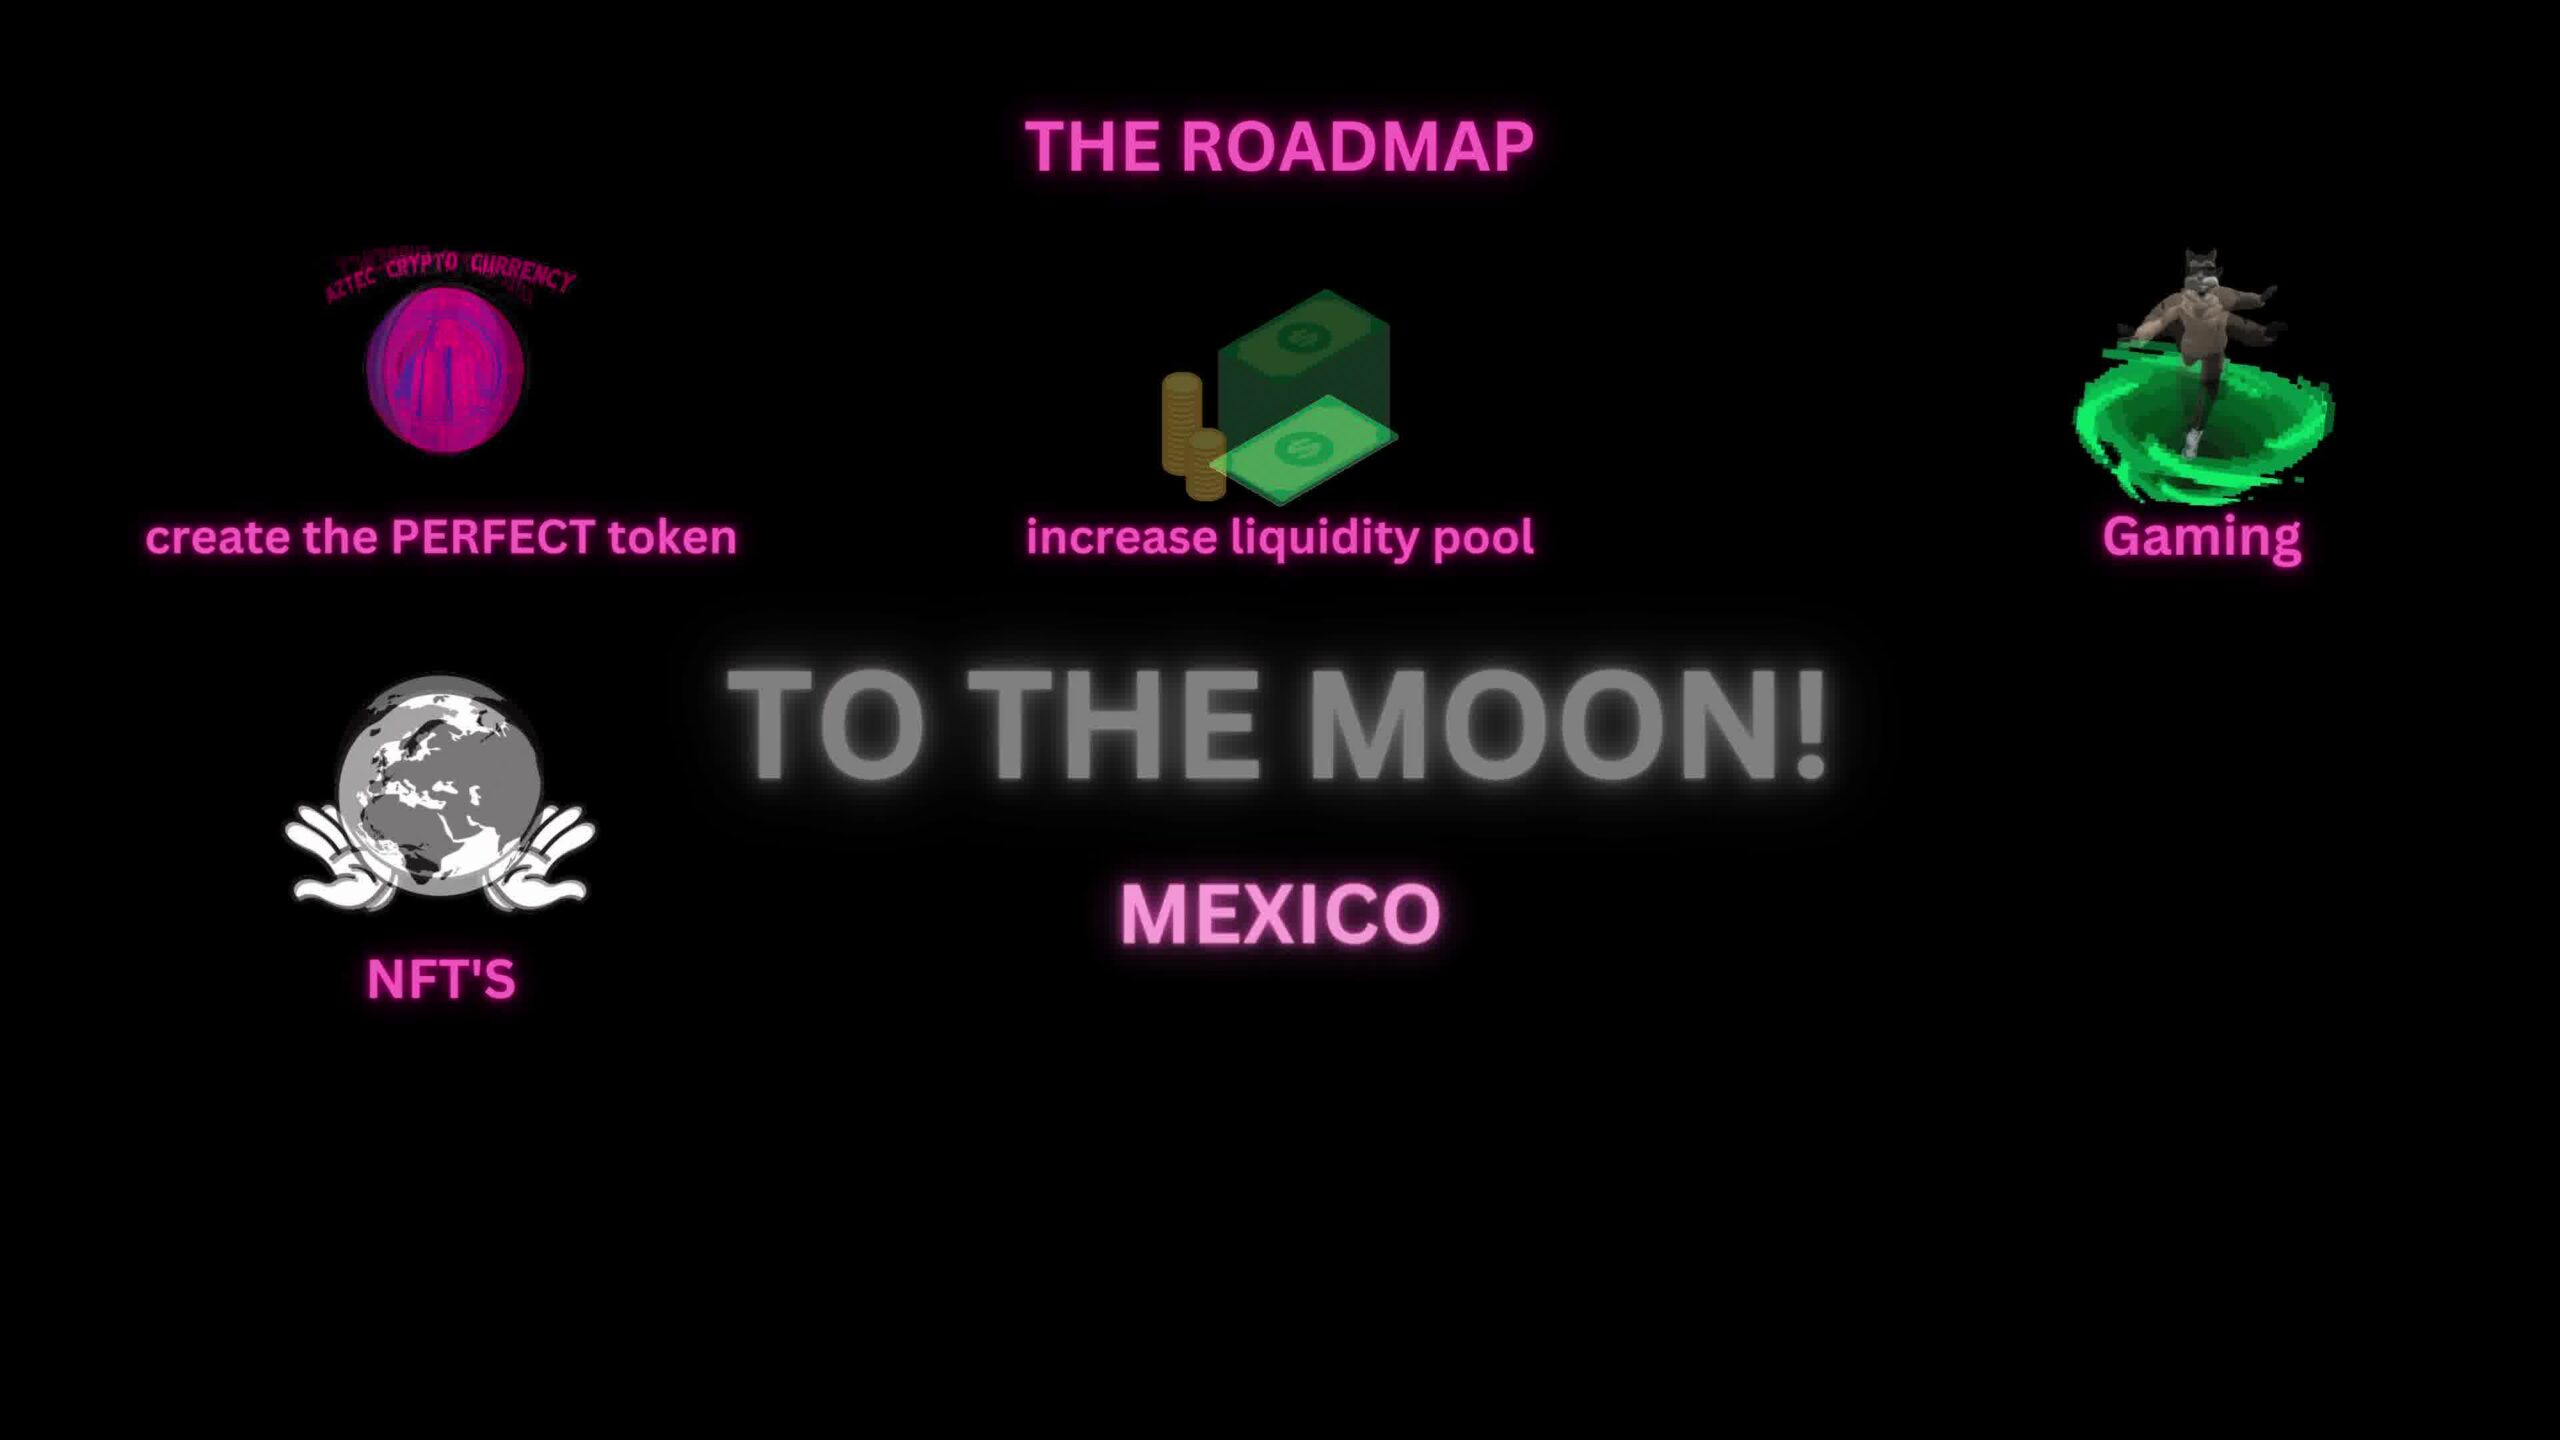 THE ROADMAP
AZTEC CRYPTO CURRENCY
create the PERFECT token
increase liquidity pool
Gaming
TO THE MOON!
MEXICO
NFT'S